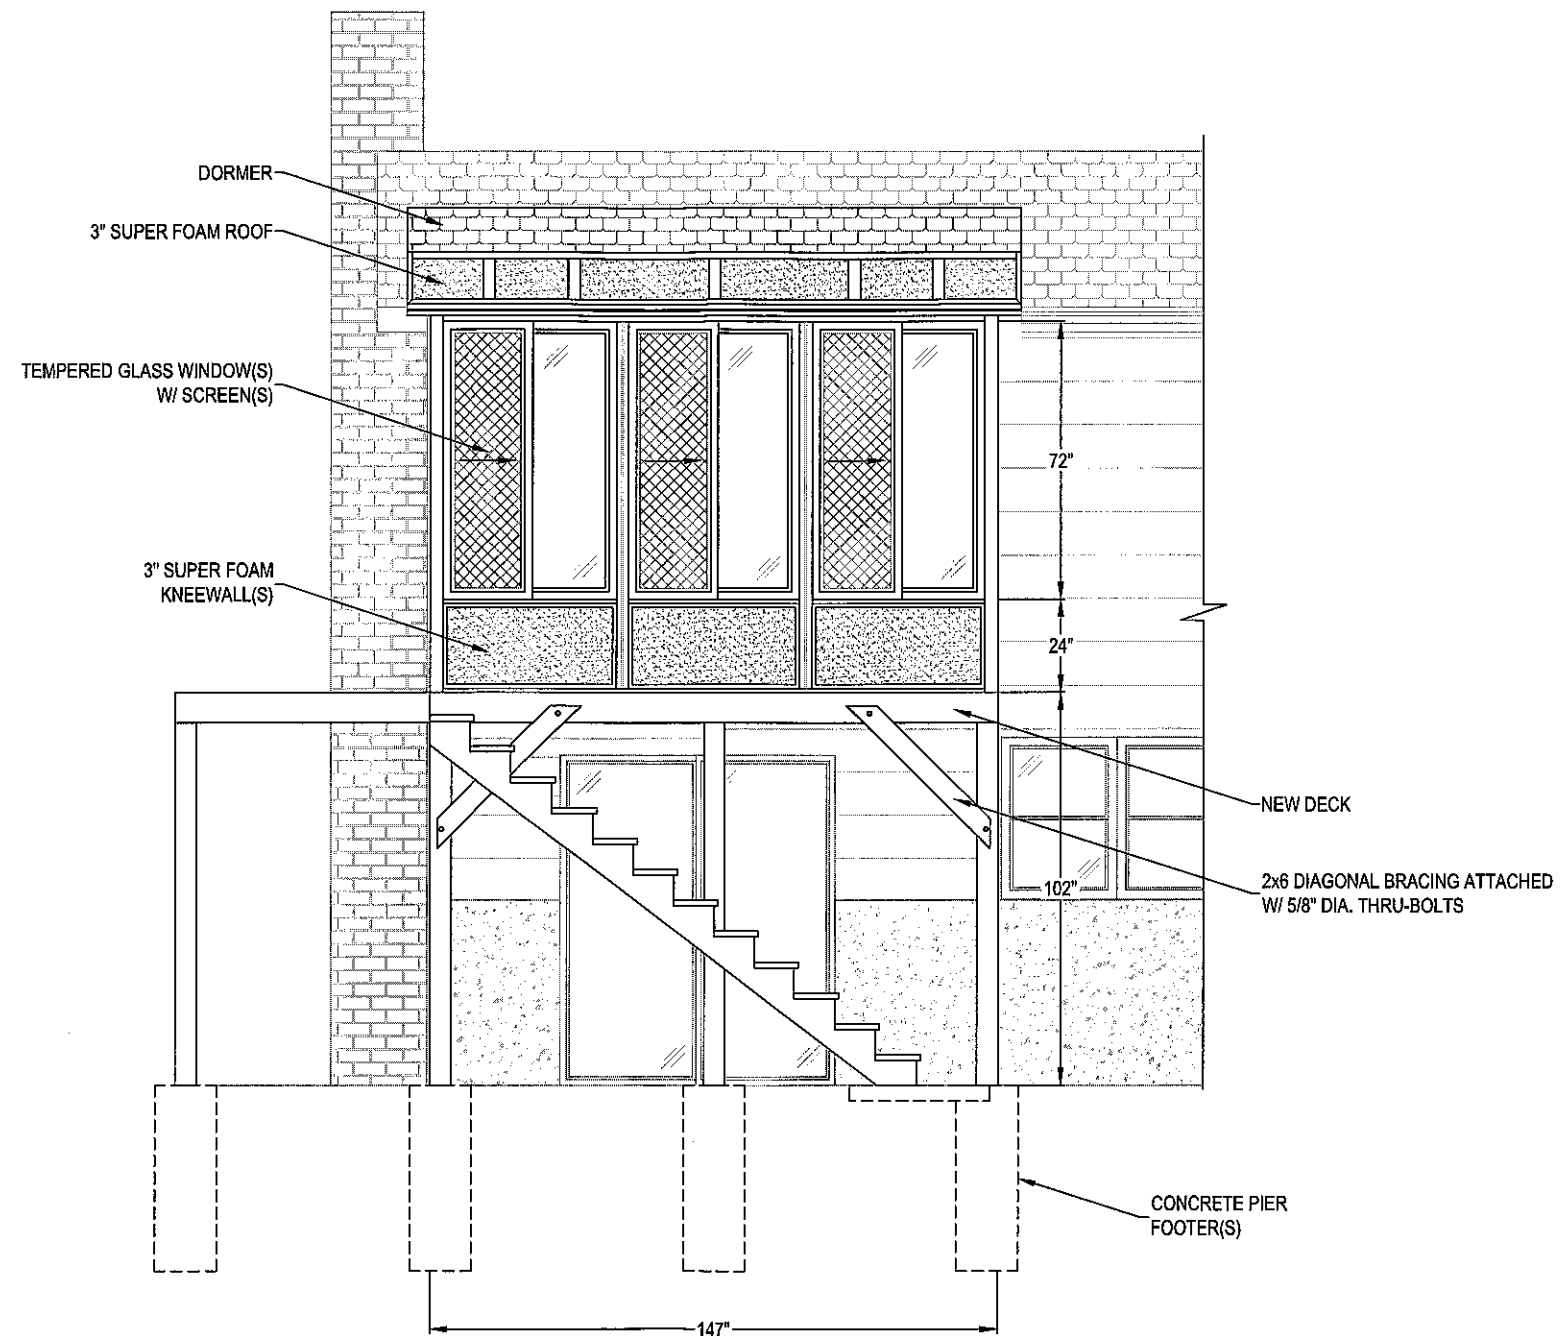 DORMER
3" SUPER FOAM ROOF
TEMPERED GLASS WINDOW(S)
W/ SCREEN(S)
72"
3" SUPER FOAM
KNEEWALL(S)
24"
NEW DECK
102"
2x6 DIAGONAL BRACING ATTACHED
W/ 5/8" DIA. THRU-BOLTS
CONCRETE PIER
FOOTER(S)
147"